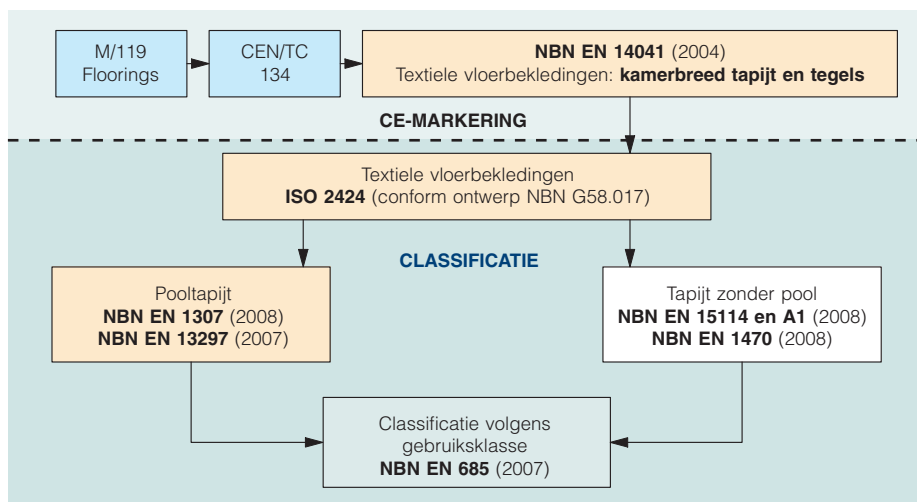 M/119
Floorings
CEN/TC
134
NBN EN 14041 (2004)
Textiele vloerbekledingen: kamerbreed tapijt en tegels
CE-MARKERING
Textiele vloerbekledingen
ISO 2424 (conform ontwerp NBN G58.017)
CLASSIFICATIE
Pooltapijt
NBN EN 1307 (2008)
NBN EN 13297 (2007)
Tapijt zonder pool
NBN EN 15114 en A1 (2008)
NBN EN 1470 (2008)
Classificatie volgens
gebruiksklasse
NBN EN 685 (2007)